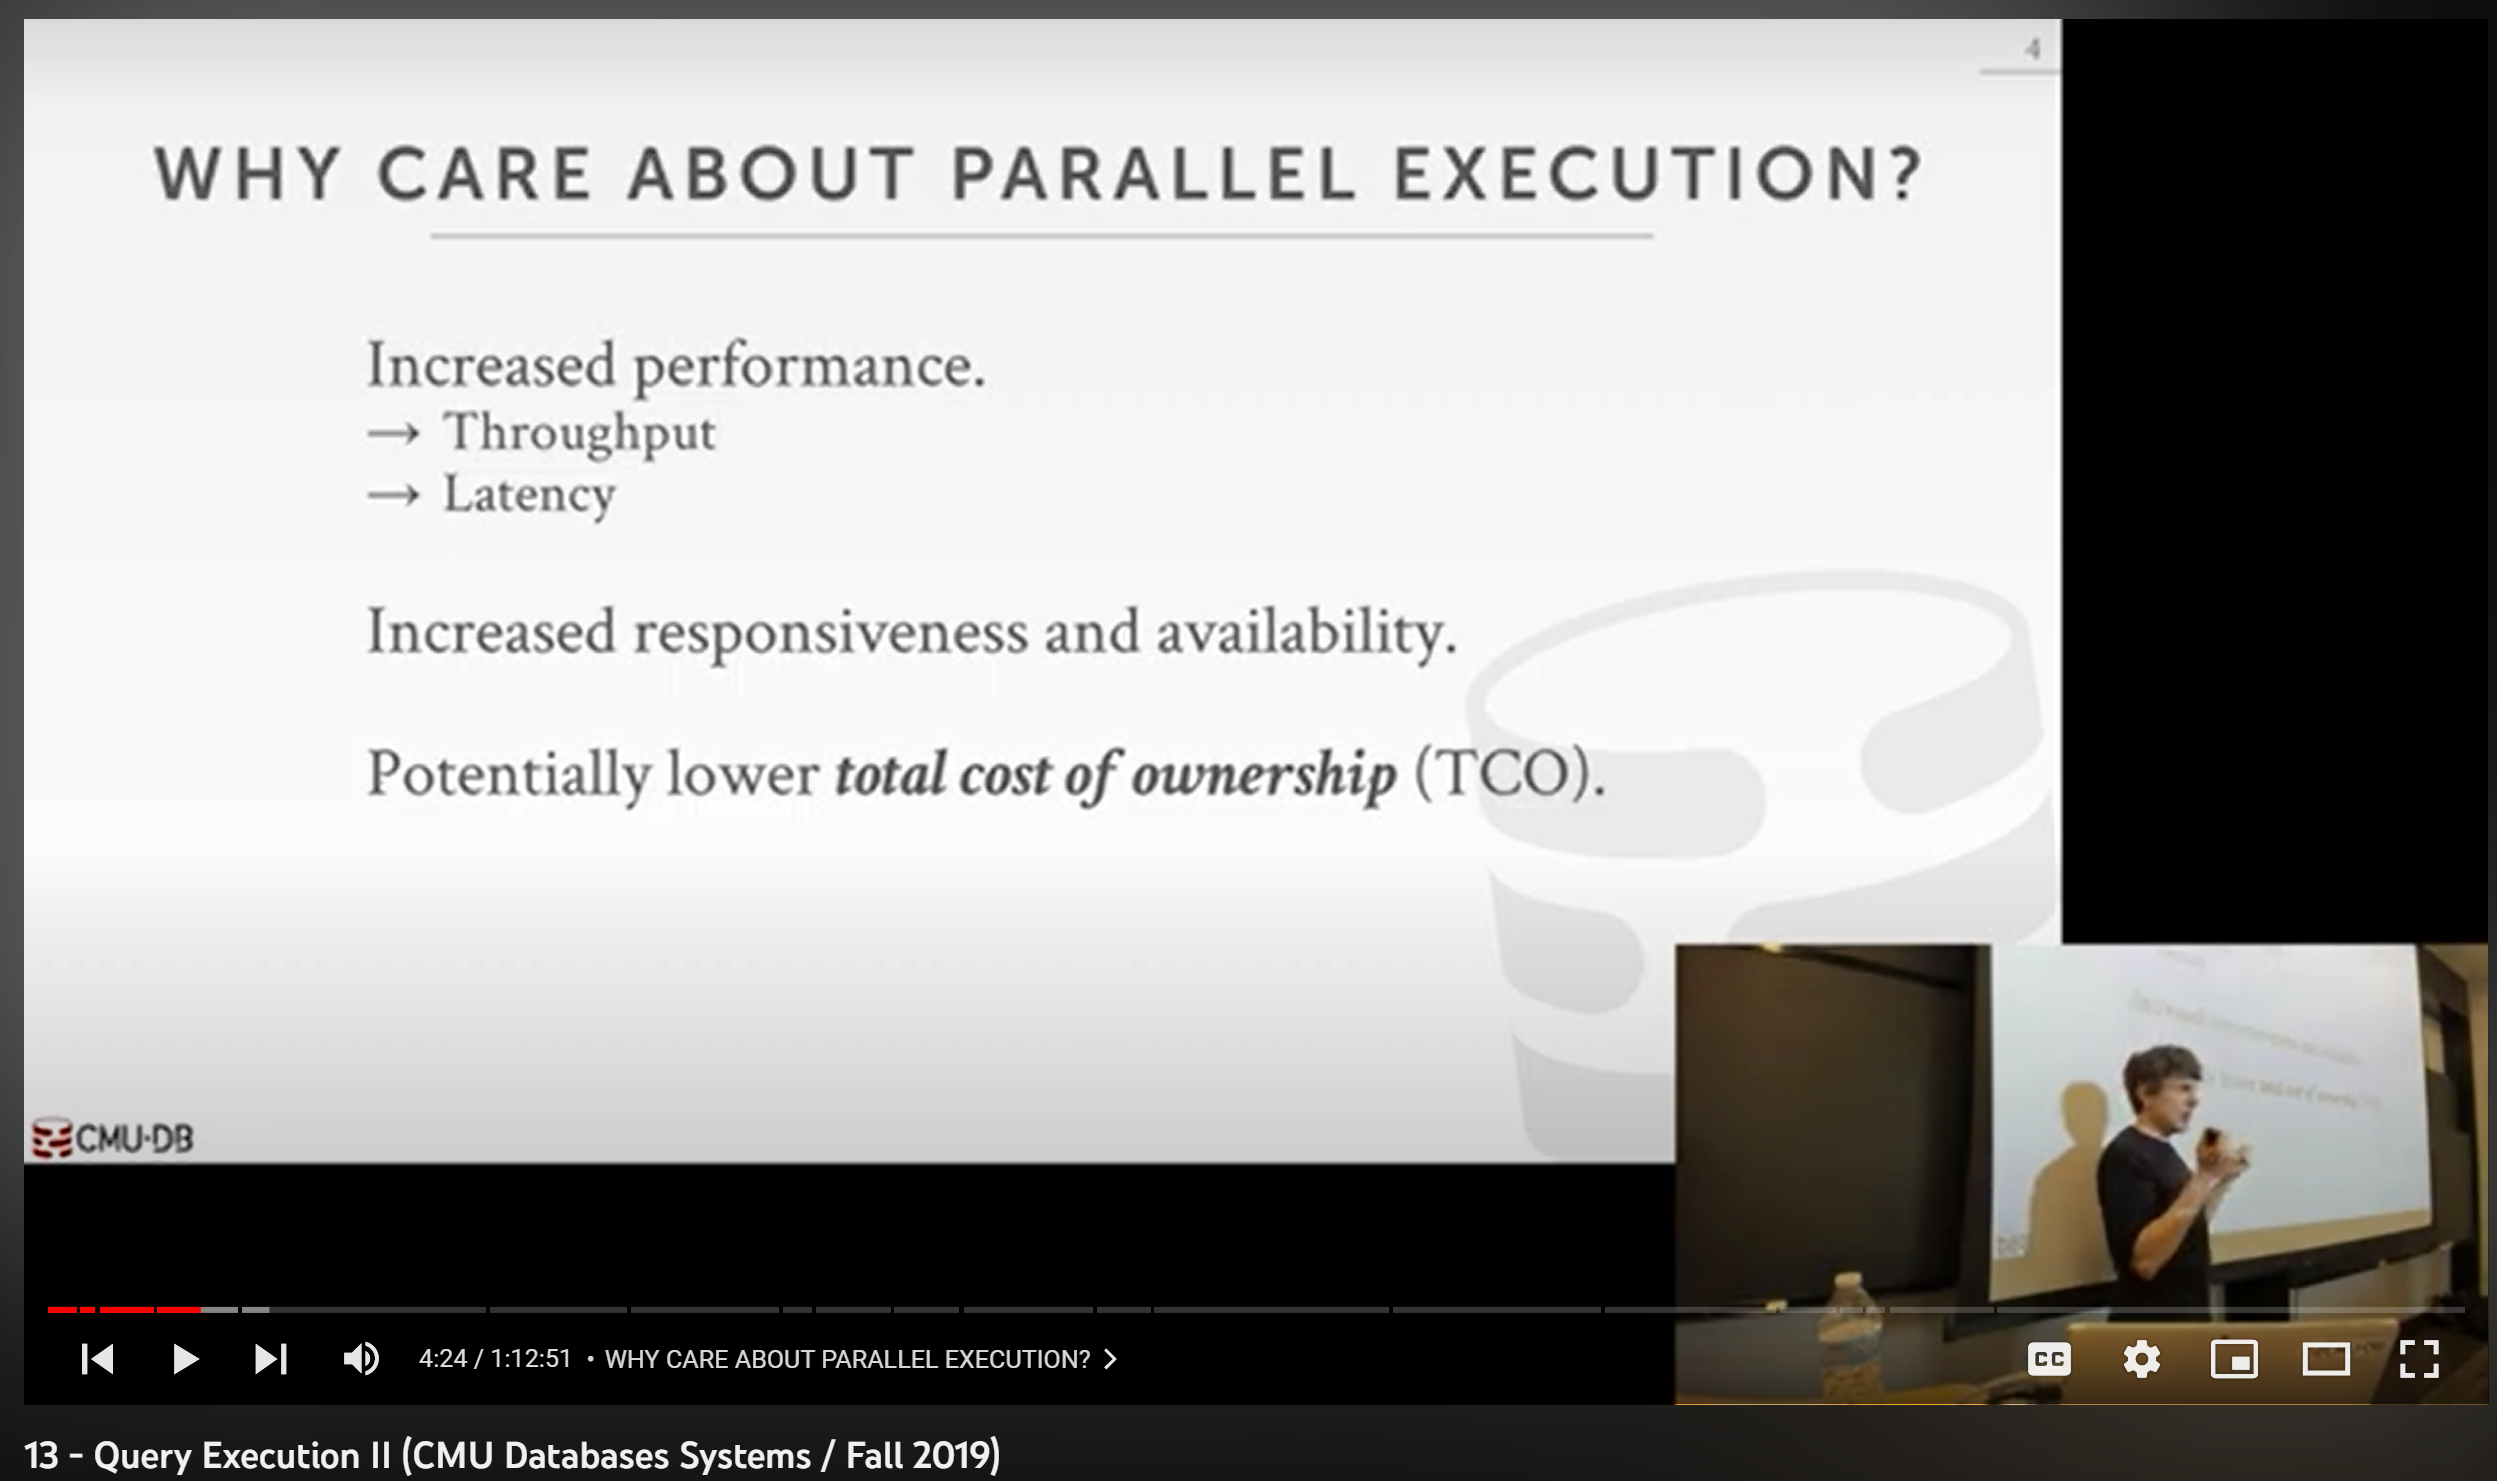 4
WHY CARE ABOUT PARALLEL EXECUTION?
Increased performance.
→ Throughput
→ Latency
Increased responsiveness and availability.
Potentially lower total cost of ownership (TCO).
CMU·DB
4:24 / 1:12:51 • WHY CARE ABOUT PARALLEL EXECUTION?
CC
13 - Query Execution II (CMU Databases Systems / Fall 2019)